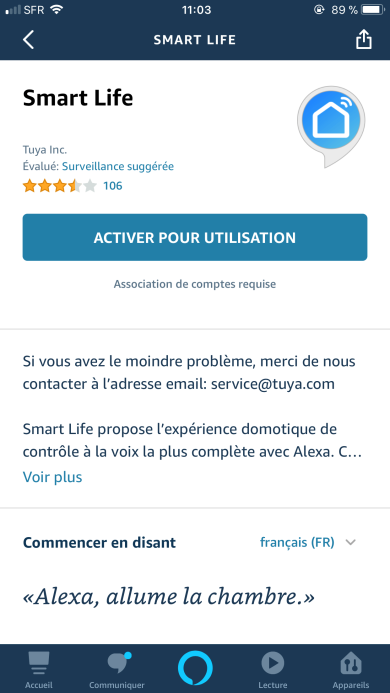 SFR 11:03 89 %
SMART LIFE
Smart Life
Tuya Inc.
Évalué: Surveillance suggérée
106
ACTIVER POUR UTILISATION
Association de comptes requise
Si vous avez le moindre problème, merci de nous
contacter à l’adresse email: service@tuya.com
Smart Life propose l’expérience domotique de
contrôle à la voix la plus complète avec Alexa. C…
Voir plus
Commencer en disant français (FR)
«Alexa, allume la chambre.»
Accueil Communiquer Lecture Appareils